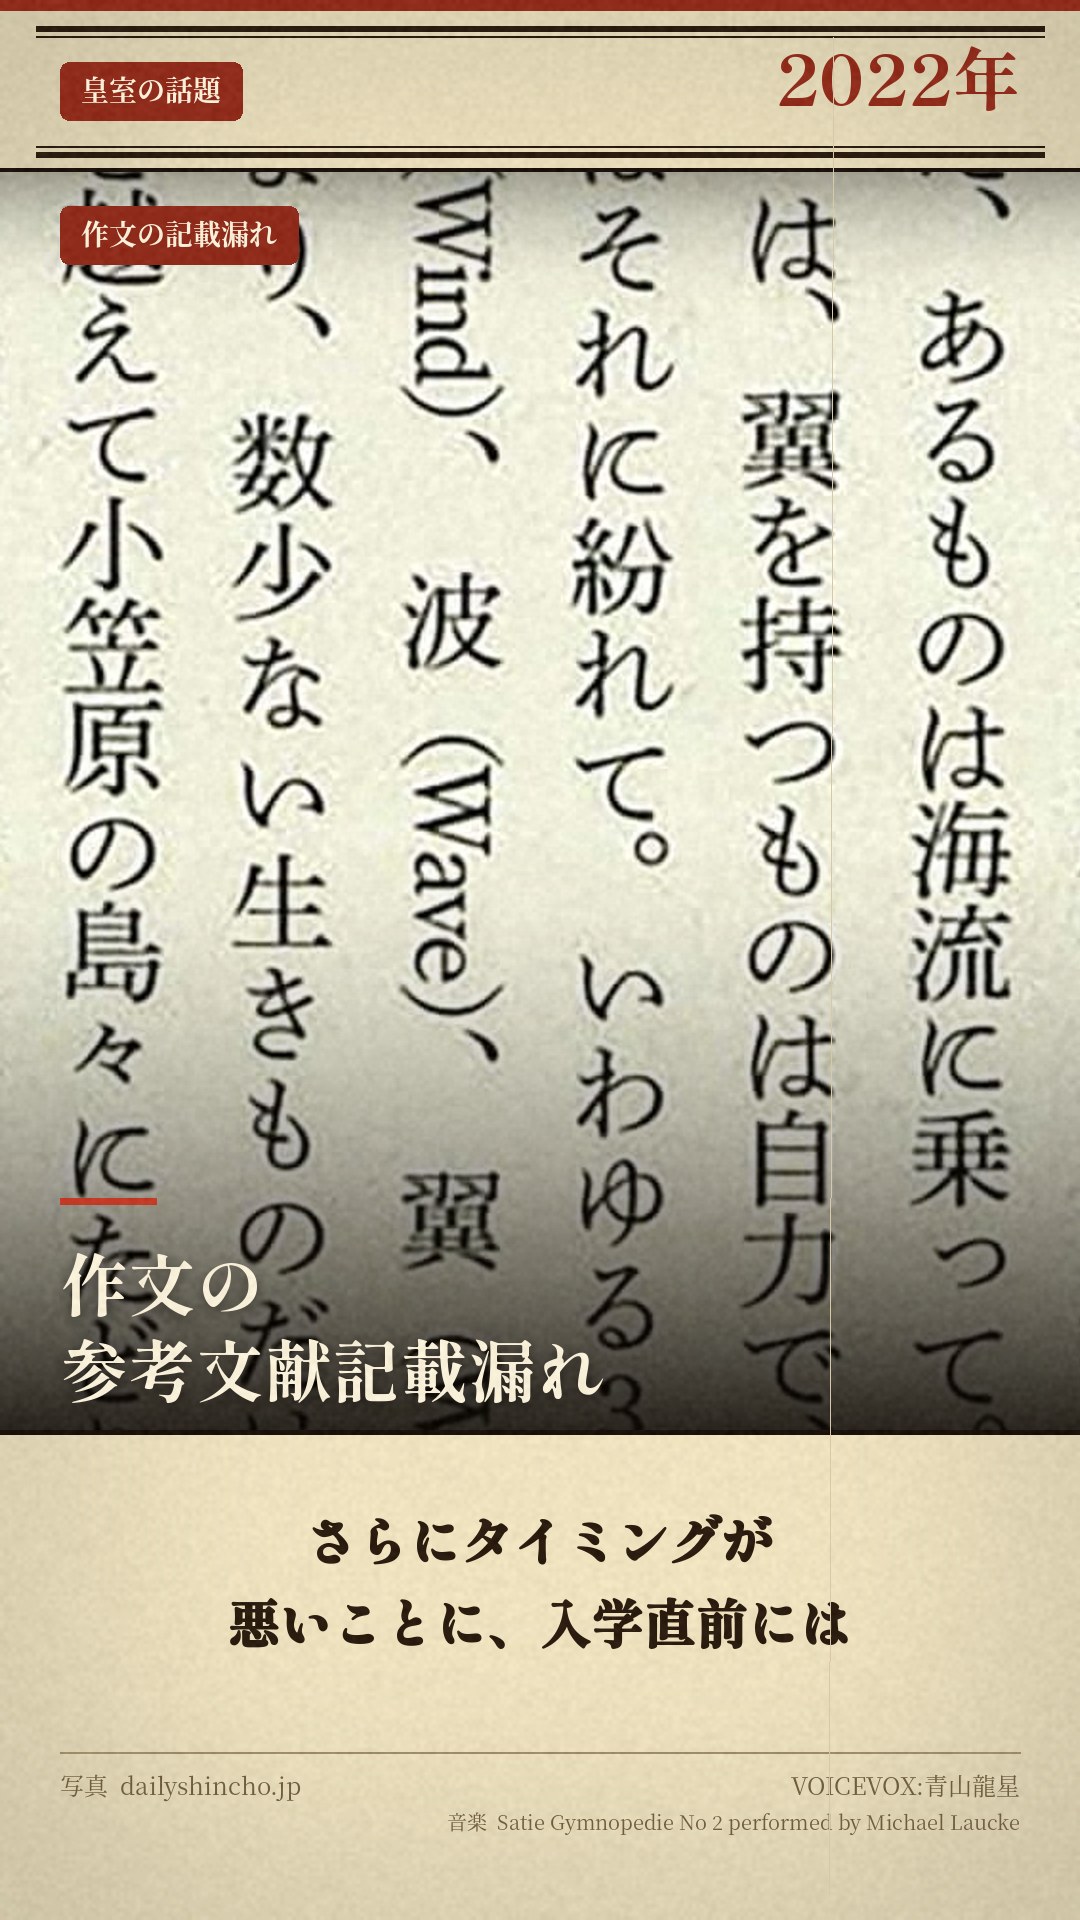 皇室の話題
2022年
作文の記載漏れ
、あるものは海流に乗って。
は、翼を持つものは自力で、
それに紛れて。いわゆる3
(Wind)、波(Wave)、翼(W
り、数少ない生きものだけ
越えて小笠原の島々にたど
作文の
参考文献記載漏れ
さらにタイミングが
悪いことに、入学直前には
写真 dailyshincho.jp
VOICEVOX:青山龍星
音楽 Satie Gymnopedie No 2 performed by Michael Laucke